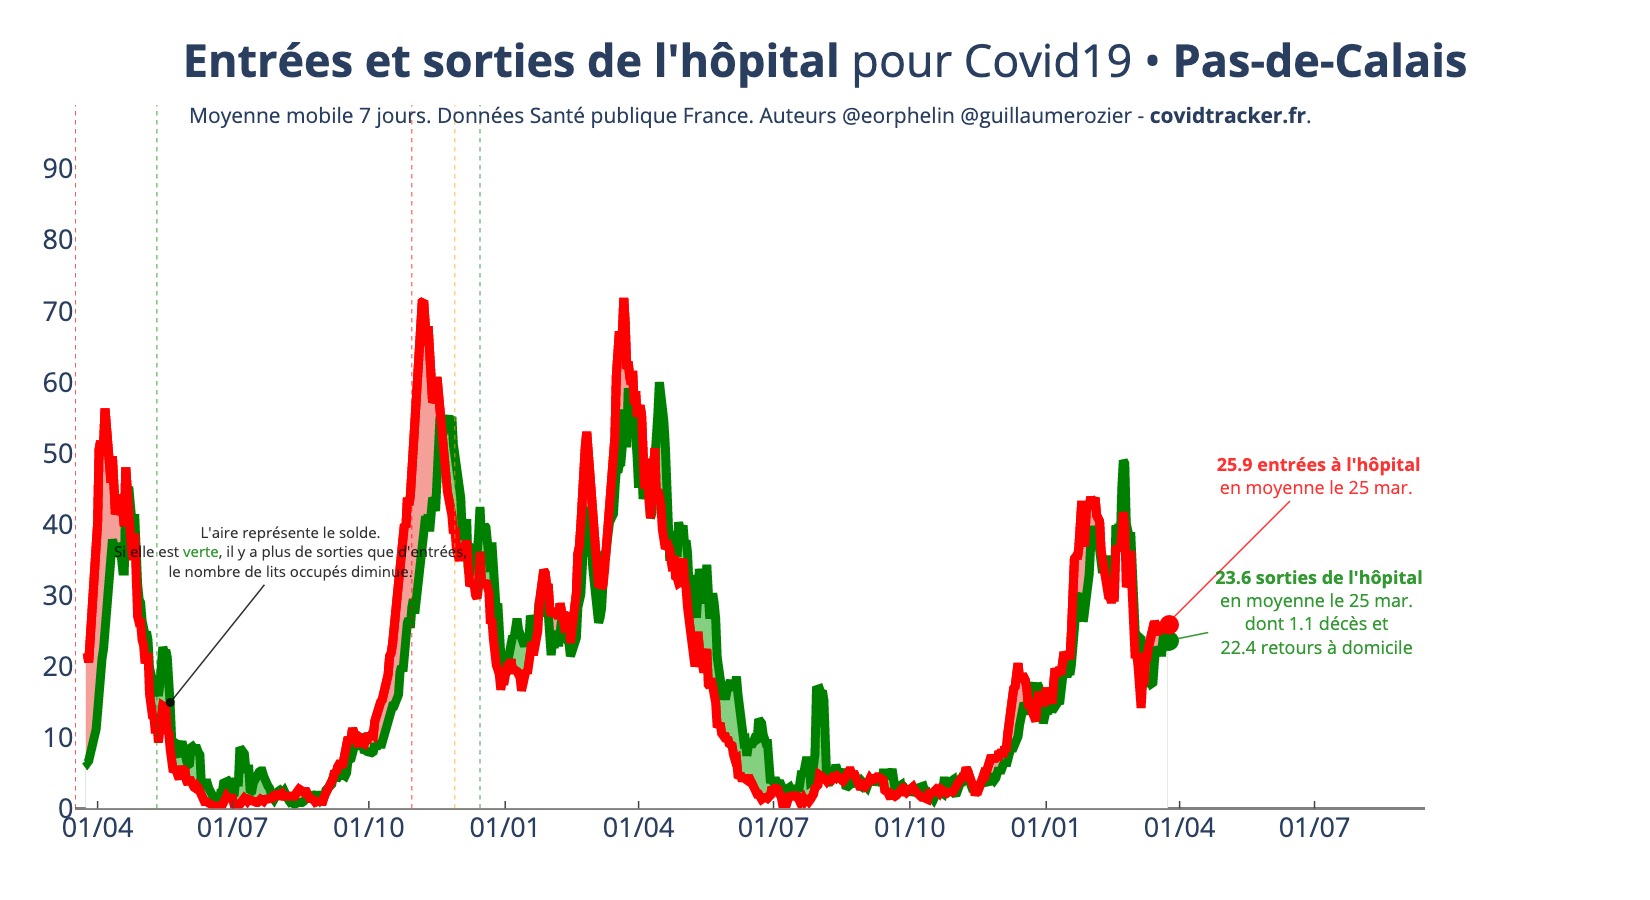 Entrées et sorties de l'hôpital pour Covid19 • Pas-de-Calais
Moyenne mobile 7 jours. Données Santé publique France. Auteurs @eorphelin @guillaumerozier - covidtracker.fr.
90
80
70
60
50
40
30
20
10
0
L'aire représente le solde.
Si elle est verte, il y a plus de sorties que d'entrées,
le nombre de lits occupés diminue.
25.9 entrées à l'hôpital
en moyenne le 25 mar.
23.6 sorties de l'hôpital
en moyenne le 25 mar.
dont 1.1 décès et
22.4 retours à domicile
01/04 01/07 01/10 01/01 01/04 01/07 01/10 01/01 01/04 01/07